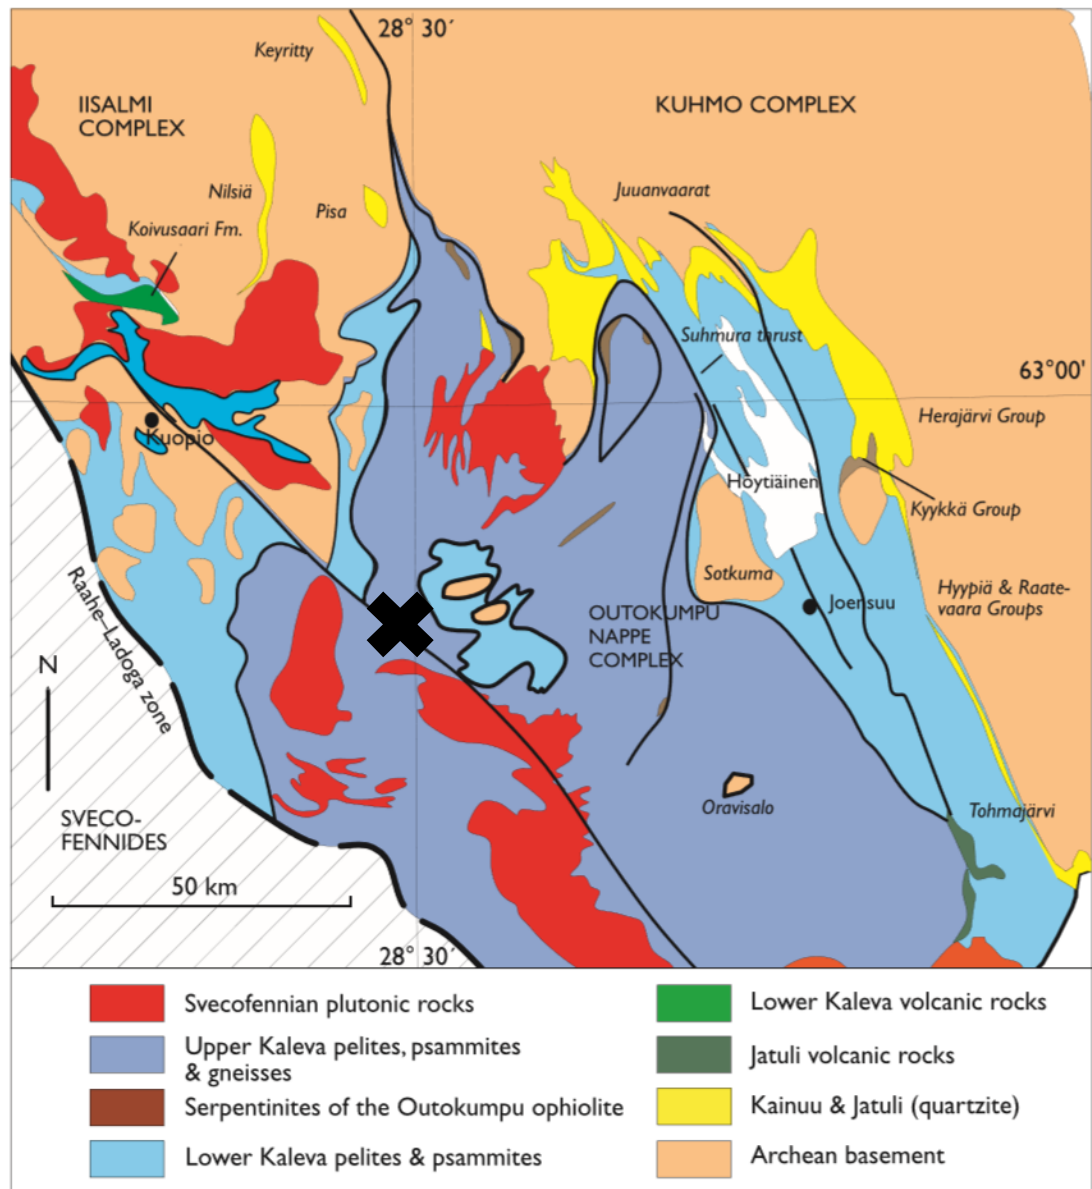 28° 30´
Keyritty
IISALMI
COMPLEX
KUHMO COMPLEX
Nilsiä
Pisa
Juuanvaarat
Koivusaari Fm.
Suhmura thrust
63°00'
Herajärvi Group
Kuopio
Höytiäinen
Kyykkä Group
Sotkuma
Hyypiä & Raate-
vaara Groups
Joensuu
OUTOKUMPU
NAPPE
COMPLEX
Raahe–Ladoga zone
N
Oravisalo
Tohmajärvi
SVECO-
FENNIDES
50 km
28° 30´
Svecofennian plutonic rocks
Upper Kaleva pelites, psammites
& gneisses
Serpentinites of the Outokumpu ophiolite
Lower Kaleva pelites & psammites
Lower Kaleva volcanic rocks
Jatuli volcanic rocks
Kainuu & Jatuli (quartzite)
Archean basement